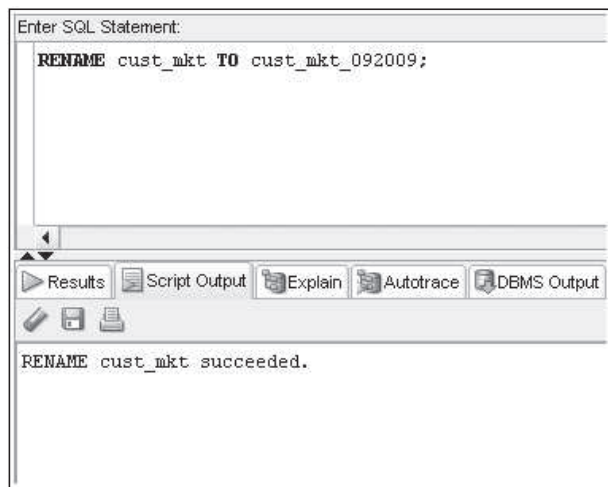 Enter SQL Statement:
RENAME cust_mkt TO cust_mkt_092009;
Results Script Output Explain Autotrace DBMS Output
RENAME cust_mkt succeeded.